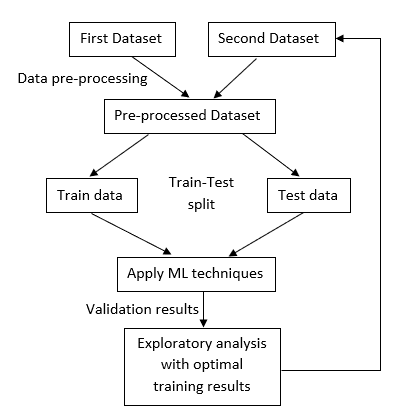 First Dataset
Second Dataset
Data pre-processing
Pre-processed Dataset
Train data
Train-Test
split
Test data
Apply ML techniques
Validation results
Exploratory analysis
with optimal
training results